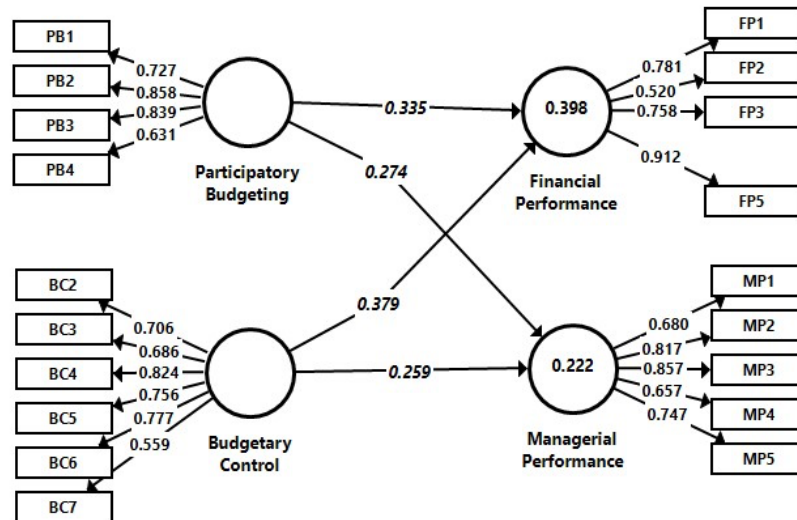 PB1
PB2
PB3
PB4
0.727
0.858
0.839
0.631
Participatory
Budgeting
0.335
0.274
0.398
Financial
Performance
FP1
FP2
FP3
FP5
0.781
0.520
0.758
0.912
BC2
BC3
BC4
BC5
BC6
BC7
0.706
0.686
0.824
0.756
0.777
0.559
Budgetary
Control
0.379
0.259
0.222
Managerial
Performance
MP1
MP2
MP3
MP4
MP5
0.680
0.817
0.857
0.657
0.747